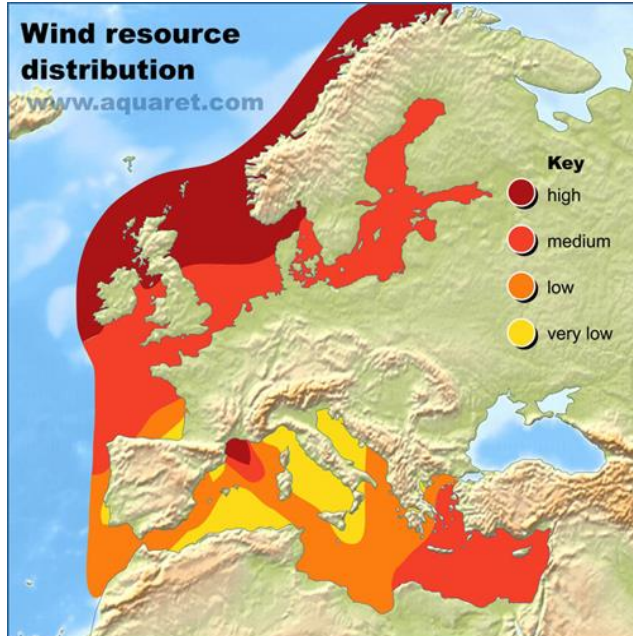 Wind resource
distribution
www.aquaret.com
Key
high
medium
low
very low